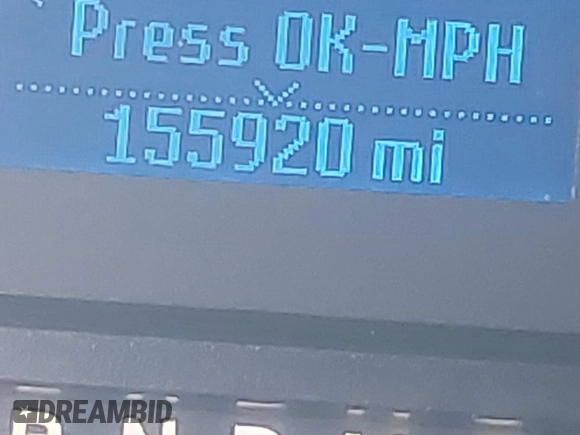 Press OK-MPH
155920 mi
R N D
DREAMBID